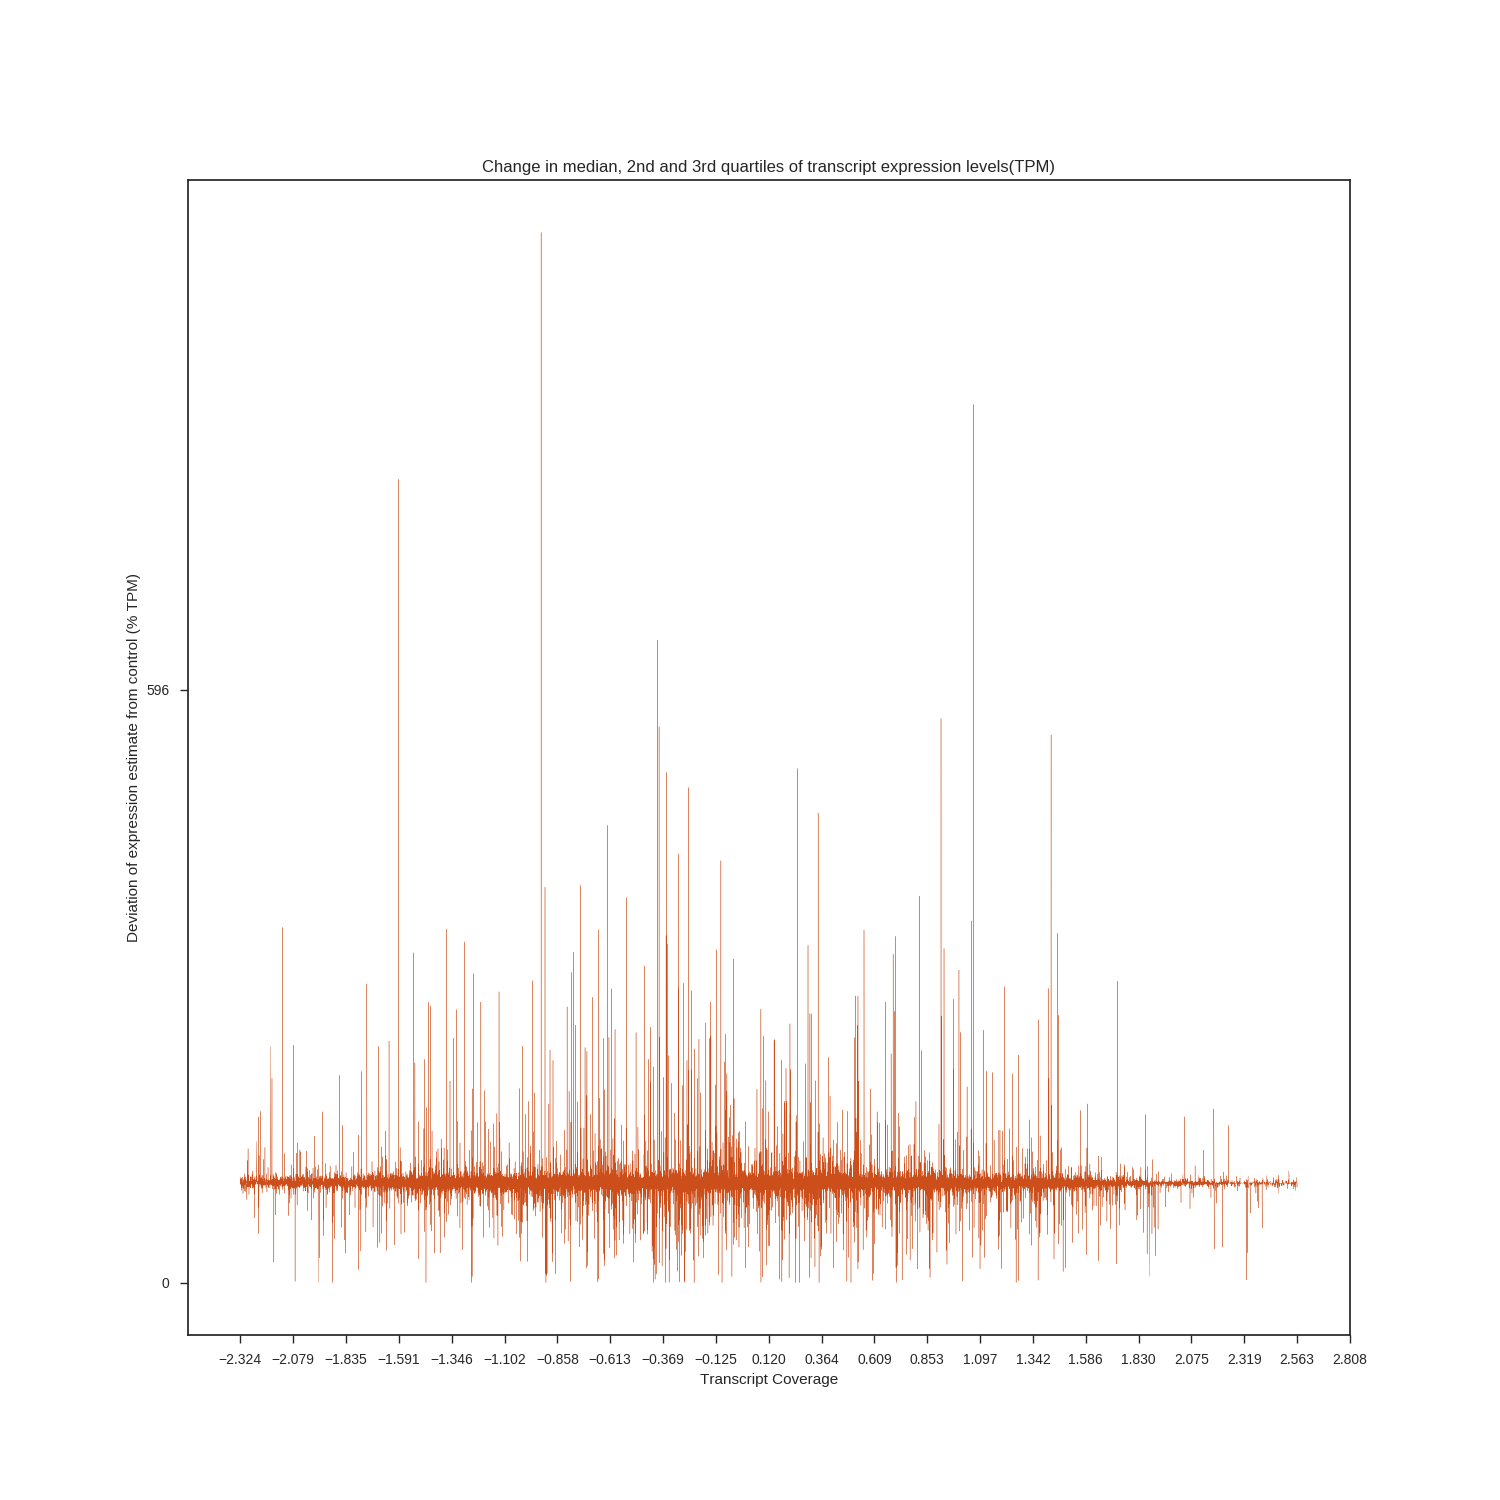 Change in median, 2nd and 3rd quartiles of transcript expression levels(TPM)
Deviation of expression estimate from control (% TPM)
596
0
−2.324 −2.079 −1.835 −1.591 −1.346 −1.102 −0.858 −0.613 −0.369 −0.125 0.120 0.364 0.609 0.853 1.097 1.342 1.586 1.830 2.075 2.319 2.563 2.808
Transcript Coverage